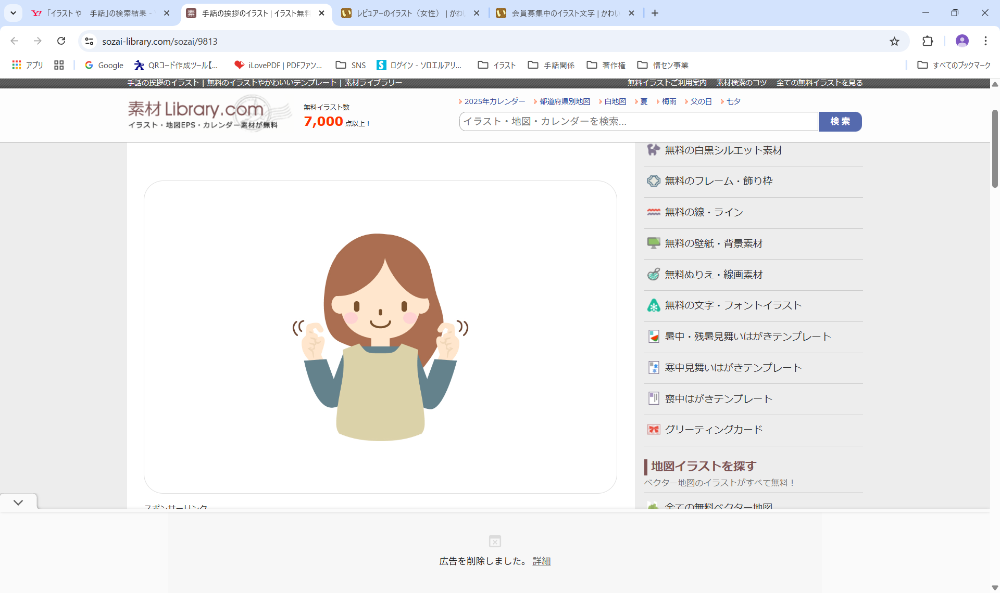 「イラスト や　手話」の検索結果 -
手話の挨拶のイラスト | イラスト無料
レビュアーのイラスト（女性） | かわい
会員募集中のイラスト文字 | かわい
sozai-library.com/sozai/9813
アプリ
Google
QRコード作成ツール【...
iLovePDF | PDFファン...
SNS
ログイン - ソロエルアリ...
イラスト
手話関係
著作権
情セン事業
すべてのブックマーク
手話の挨拶のイラスト | 無料のイラストやかわいいテンプレート | 素材ライブラリー
無料イラストご利用案内
素材検索のコツ
全ての無料イラストを見る
素材Library.com
イラスト・地図EPS・カレンダー素材が無料
無料イラスト数
7,000点以上！
2025年カレンダー
都道府県別地図
白地図
夏
梅雨
父の日
七夕
イラスト・地図・カレンダーを検索...
検 索
無料の白黒シルエット素材
無料のフレーム・飾り枠
無料の線・ライン
無料の壁紙・背景素材
無料ぬりえ・線画素材
無料の文字・フォントイラスト
暑中・残暑見舞いはがきテンプレート
寒中見舞いはがきテンプレート
喪中はがきテンプレート
グリーティングカード
地図イラストを探す
ベクター地図のイラストがすべて無料！
全ての無料ベクター地図
スポンサーリンク
広告を削除しました。 詳細